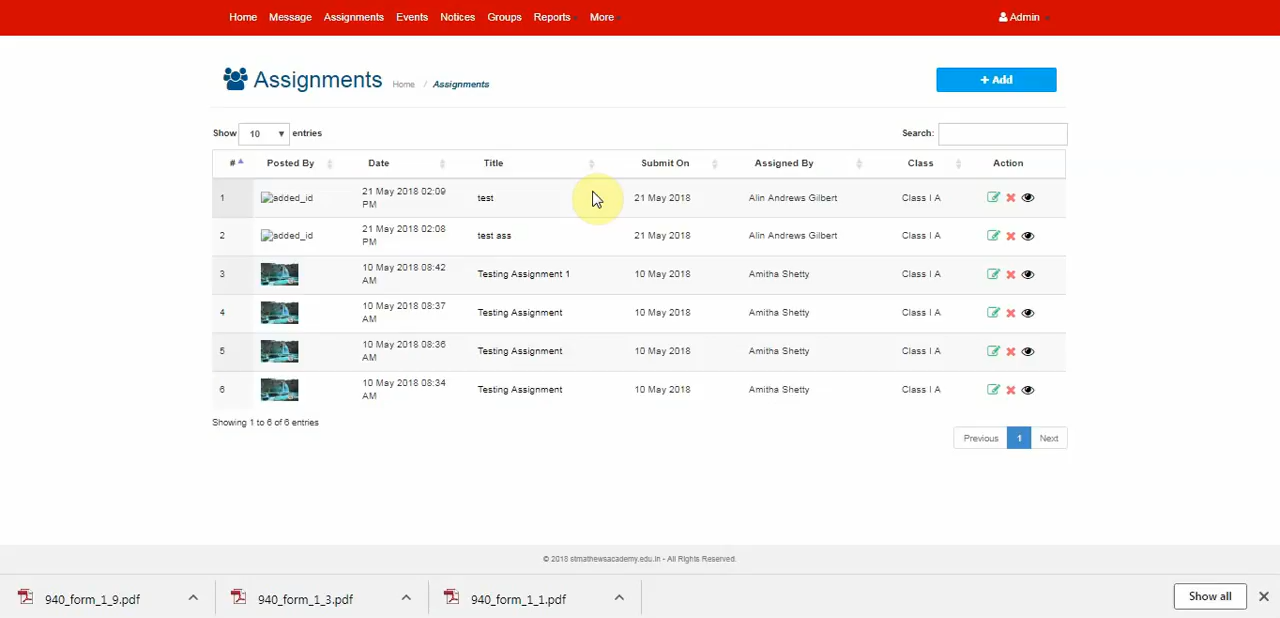 Home Message Assignments Events Notices Groups Reports More Admin
Assignments Home / Assignments + Add
Show 10 entries Search:
# Posted By Date Title Submit On Assigned By Class Action
1 added_id 21 May 2018 02:09 PM test 21 May 2018 Alin Andrews Gilbert Class I A
2 added_id 21 May 2018 02:08 PM test ass 21 May 2018 Alin Andrews Gilbert Class I A
3 10 May 2018 08:42 AM Testing Assignment 1 10 May 2018 Amitha Shetty Class I A
4 10 May 2018 08:37 AM Testing Assignment 10 May 2018 Amitha Shetty Class I A
5 10 May 2018 08:36 AM Testing Assignment 10 May 2018 Amitha Shetty Class I A
6 10 May 2018 08:34 AM Testing Assignment 10 May 2018 Amitha Shetty Class I A
Showing 1 to 6 of 6 entries
Previous 1 Next
© 2018 stmathewsacademy.edu.in - All Rights Reserved.
940_form_1_9.pdf 940_form_1_3.pdf 940_form_1_1.pdf Show all